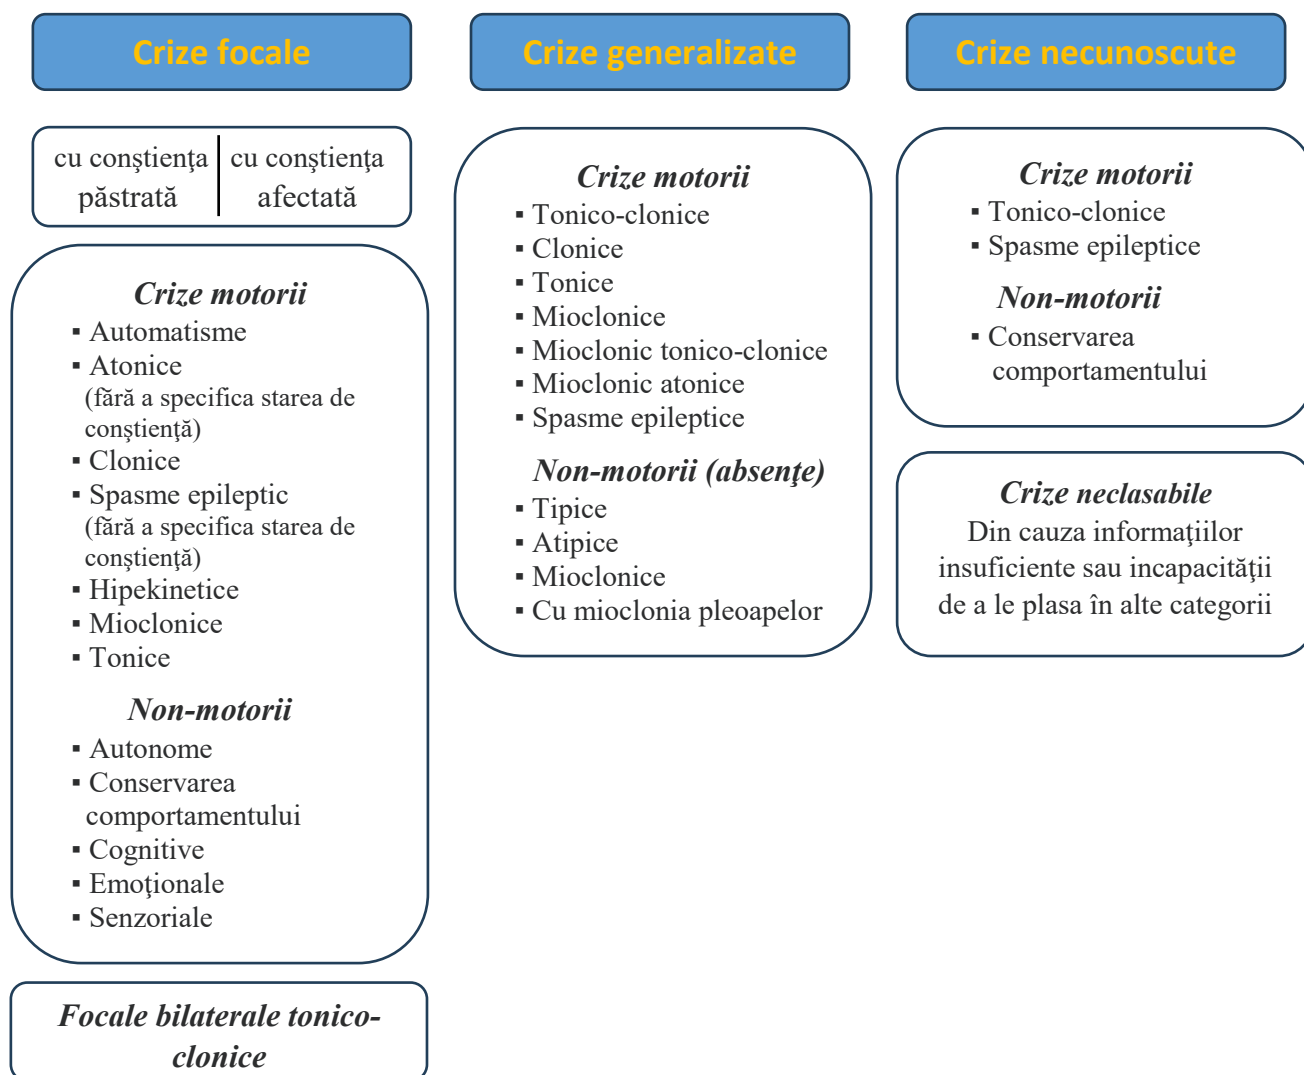 Crize focale
cu conştienţa
păstrată
cu conştienţa
afectată
Crize motorii
▪ Automatisme
▪ Atonice
(fără a specifica starea de
conştienţă)
▪ Clonice
▪ Spasme epileptic
(fără a specifica starea de
conştienţă)
▪ Hipekinetice
▪ Mioclonice
▪ Tonice
Non-motorii
▪ Autonome
▪ Conservarea
comportamentului
▪ Cognitive
▪ Emoţionale
▪ Senzoriale
Focale bilaterale tonico-
clonice
Crize generalizate
Crize motorii
▪ Tonico-clonice
▪ Clonice
▪ Tonice
▪ Mioclonice
▪ Mioclonic tonico-clonice
▪ Mioclonic atonice
▪ Spasme epileptice
Non-motorii (absenţe)
▪ Tipice
▪ Atipice
▪ Mioclonice
▪ Cu mioclonia pleoapelor
Crize necunoscute
Crize motorii
▪ Tonico-clonice
▪ Spasme epileptice
Non-motorii
▪ Conservarea
comportamentului
Crize neclasabile
Din cauza informaţiilor
insuficiente sau incapacităţii
de a le plasa în alte categorii